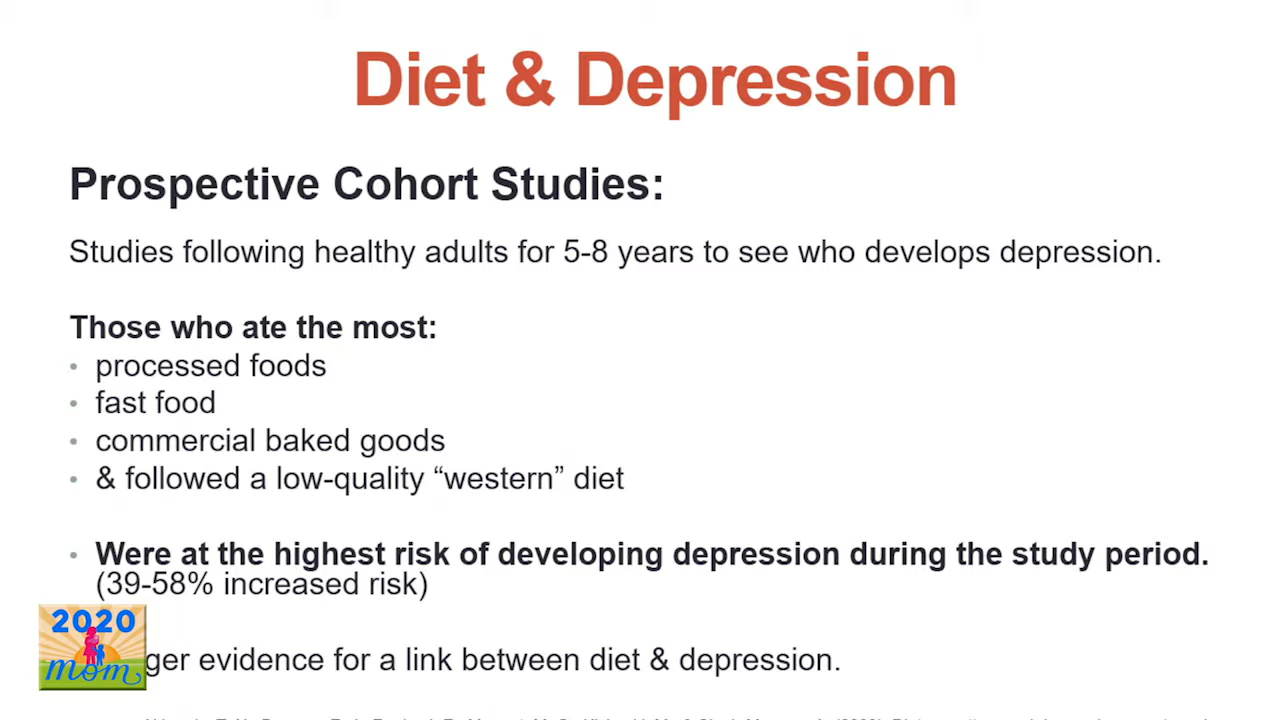 Diet & Depression
Prospective Cohort Studies:
Studies following healthy adults for 5-8 years to see who develops depression.
Those who ate the most:
• processed foods
• fast food
• commercial baked goods
• & followed a low-quality “western” diet
• Were at the highest risk of developing depression during the study period.
(39-58% increased risk)
2020
mom
evidence for a link between diet & depression.